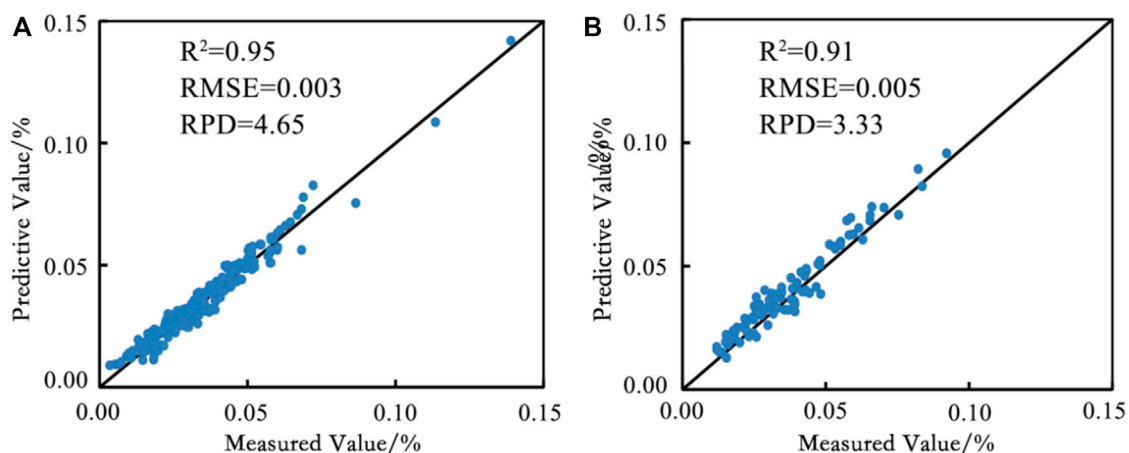 A
R²=0.95
RMSE=0.003
RPD=4.65
Predictive Value/%
0.15
0.10
0.05
0.00
0.00 0.05 0.10 0.15
Measured Value/%
B
R²=0.91
RMSE=0.005
RPD=3.33
Predictive Value/%
/%
0.15
0.10
0.05
0.00
0.00 0.05 0.10 0.15
Measured Value/%